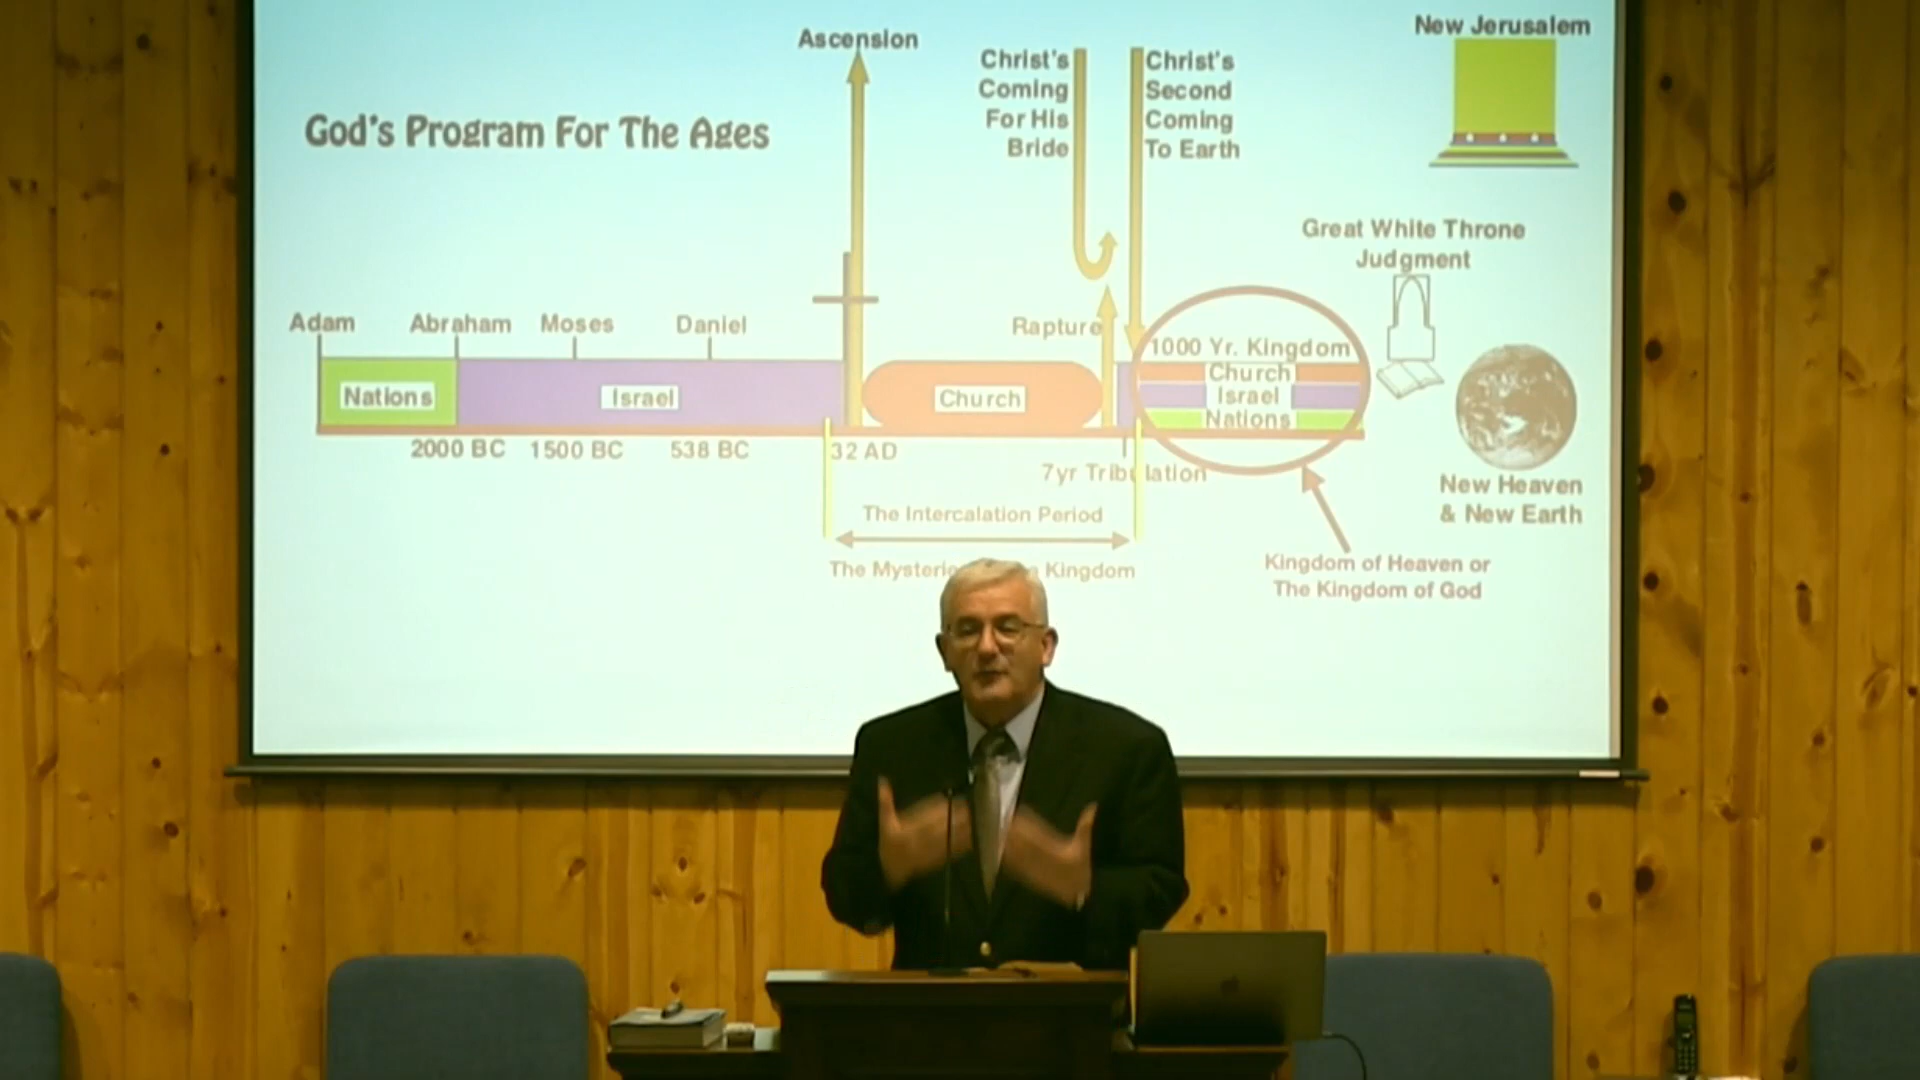 New Jerusalem
Ascension
Christ's
Coming
For His
Bride
Christ's
Second
Coming
To Earth
God's Program For The Ages
Great White Throne
Judgment
Adam
Abraham
Moses
Daniel
Rapture
1000 Yr. Kingdom
Church
Israel
Nations
Nations
Israel
Church
2000 BC
1500 BC
538 BC
32 AD
7yr Tribulation
New Heaven
& New Earth
The Intercalation Period
The Kingdom
Kingdom of Heaven or
The Kingdom of God